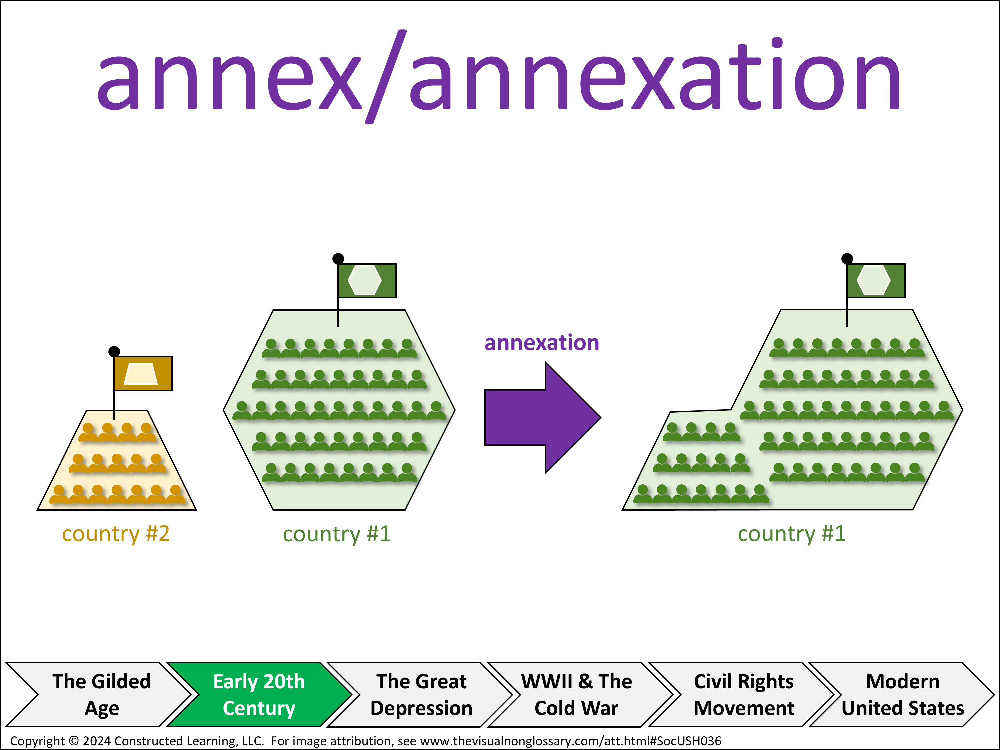 annex/annexation
annexation
country #2
country #1
country #1
The Gilded
Age
Early 20th
Century
The Great
Depression
WWII & The
Cold War
Civil Rights
Movement
Modern
United States
Copyright © 2024 Constructed Learning, LLC.  For image attribution, see www.thevisualnonglossary.com/att.html#SocUSH036